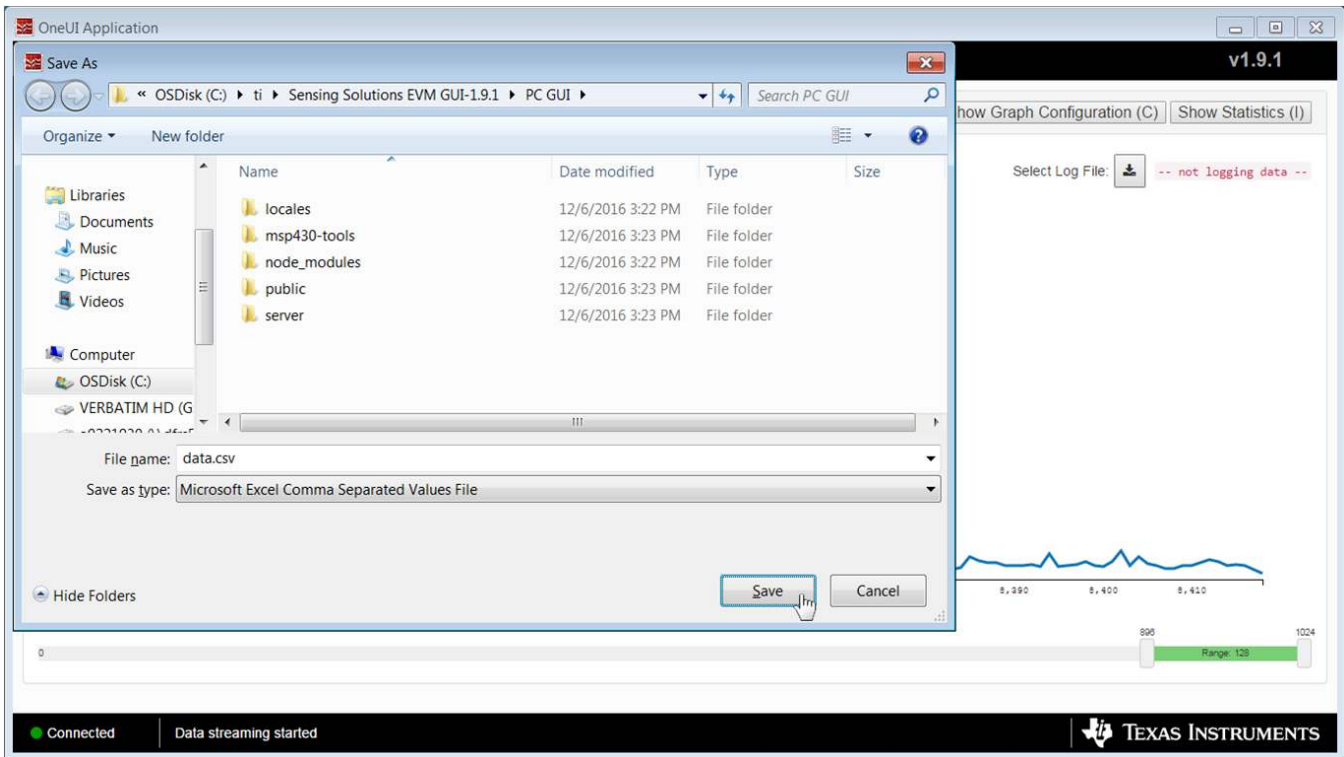 OneUI Application
v1.9.1
Save As
« OSDisk (C:) ▸ ti ▸ Sensing Solutions EVM GUI-1.9.1 ▸ PC GUI ▸
Search PC GUI
how Graph Configuration (C)
Show Statistics (I)
Organize
New folder
Name
Date modified
Type
Size
Select Log File:
-- not logging data --
Libraries
Documents
Music
Pictures
Videos
Computer
OSDisk (C:)
VERBATIM HD (G
locales 12/6/2016 3:22 PM File folder
msp430-tools 12/6/2016 3:23 PM File folder
node_modules 12/6/2016 3:22 PM File folder
public 12/6/2016 3:23 PM File folder
server 12/6/2016 3:23 PM File folder
File name: data.csv
Save as type: Microsoft Excel Comma Separated Values File
Hide Folders
Save
Cancel
8,390
8,400
8,410
0
896
1024
Range: 128
Connected
Data streaming started
TEXAS INSTRUMENTS